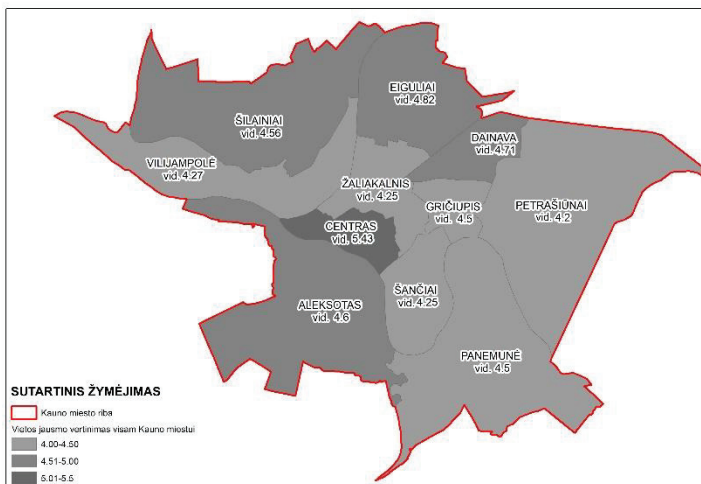 EIGULIAI
vid. 4.82
ŠILAINIAI
vid. 4.56
DAINAVA
vid. 4.71
VILIJAMPOLĖ
vid. 4.27
ŽALIAKALNIS
vid. 4.25
GRIČIUPIS
vid. 4.5
PETRAŠIŪNAI
vid. 4.2
CENTRAS
vid. 5.43
ŠANČIAI
vid. 4.25
ALEKSOTAS
vid. 4.6
PANEMUNĖ
vid. 4.5
SUTARTINIS ŽYMĖJIMAS
Kauno miesto riba
Vietos jausmo vertinimas visam Kauno miestui
4.00-4.50
4.51-5.00
5.01-5.5